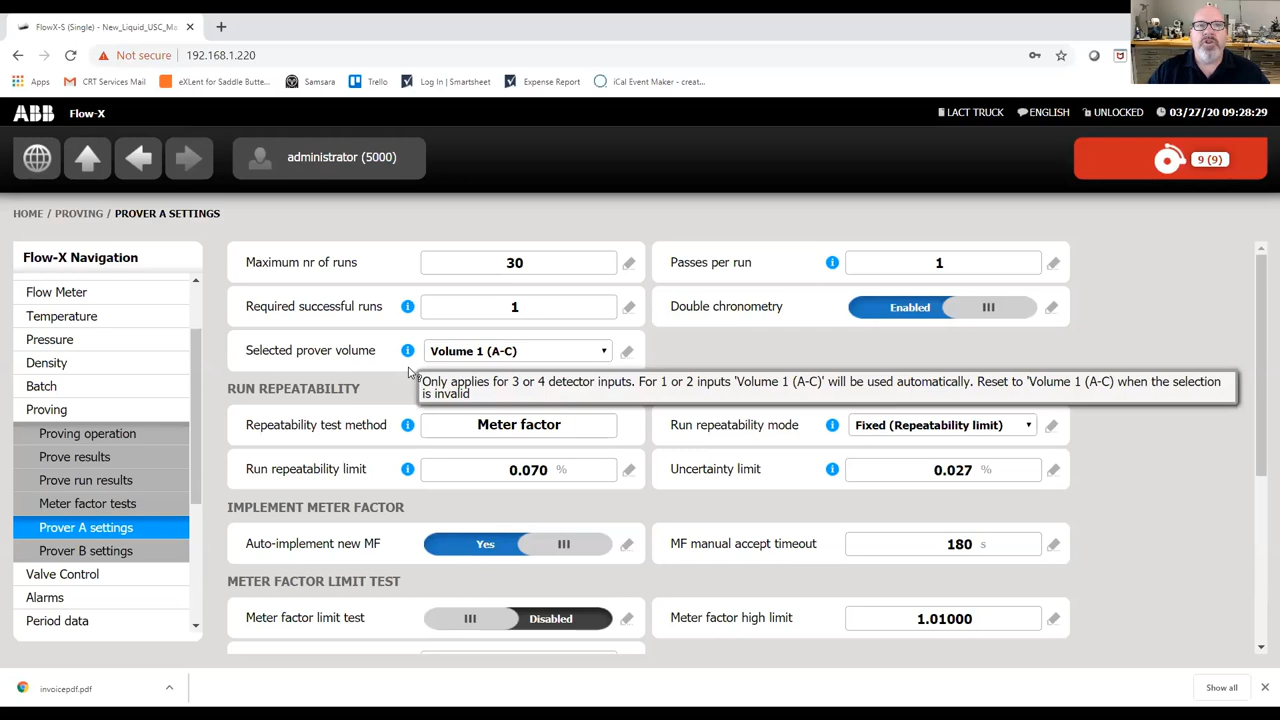 FlowX-S (Single) - New_Liquid_USC_Ma
Not secure 192.168.1.220
Apps CRT Services Mail eXLent for Saddle Butte... Samsara Trello Log In | Smartsheet Expense Report iCal Event Maker - creat...
ABB Flow-X LACT TRUCK ENGLISH UNLOCKED 03/27/20 09:28:29
administrator (5000) 9 (9)
HOME / PROVING / PROVER A SETTINGS
Flow-X Navigation
Flow Meter
Temperature
Pressure
Density
Batch
Proving
Proving operation
Prove results
Prove run results
Meter factor tests
Prover A settings
Prover B settings
Valve Control
Alarms
Period data
Maximum nr of runs 30 Passes per run 1
Required successful runs 1 Double chronometry Enabled
Selected prover volume Volume 1 (A-C)
Only applies for 3 or 4 detector inputs. For 1 or 2 inputs 'Volume 1 (A-C)' will be used automatically. Reset to 'Volume 1 (A-C) when the selection
is invalid
RUN REPEATABILITY
Repeatability test method Meter factor Run repeatability mode Fixed (Repeatability limit)
Run repeatability limit 0.070 % Uncertainty limit 0.027 %
IMPLEMENT METER FACTOR
Auto-implement new MF Yes MF manual accept timeout 180 s
METER FACTOR LIMIT TEST
Meter factor limit test Disabled Meter factor high limit 1.01000
invoicepdf.pdf Show all